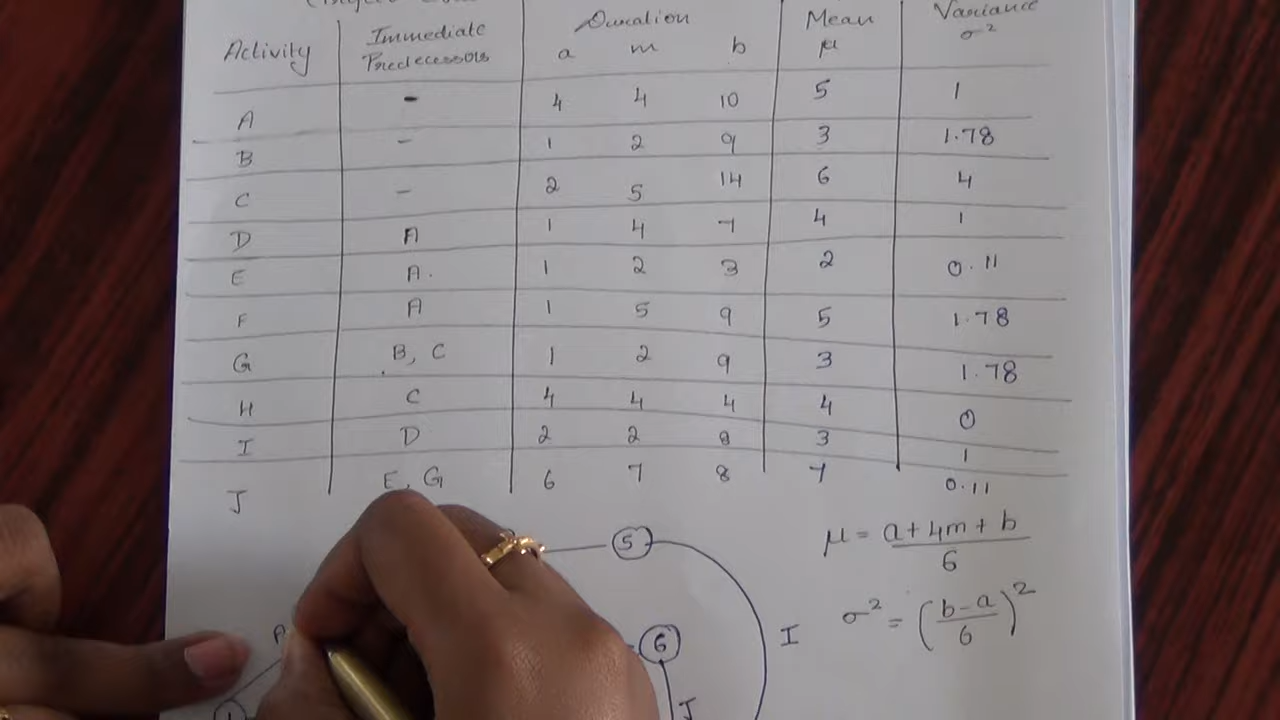 Duration Mean Variance
Activity Immediate Predecessors a m b μ σ²
A - 4 4 10 5 1
B - 1 2 9 3 1.78
C - 2 5 14 6 4
D A 1 4 7 4 1
E A. 1 2 3 2 0.11
F A 1 5 9 5 1.78
G B, C 1 2 9 3 1.78
H C 4 4 4 4 0
I D 2 2 8 3 1
J E, G 6 7 8 7 0.11
μ = a+4m+b
6
σ² = (b-a
6)²
5
A
6
I
J
1